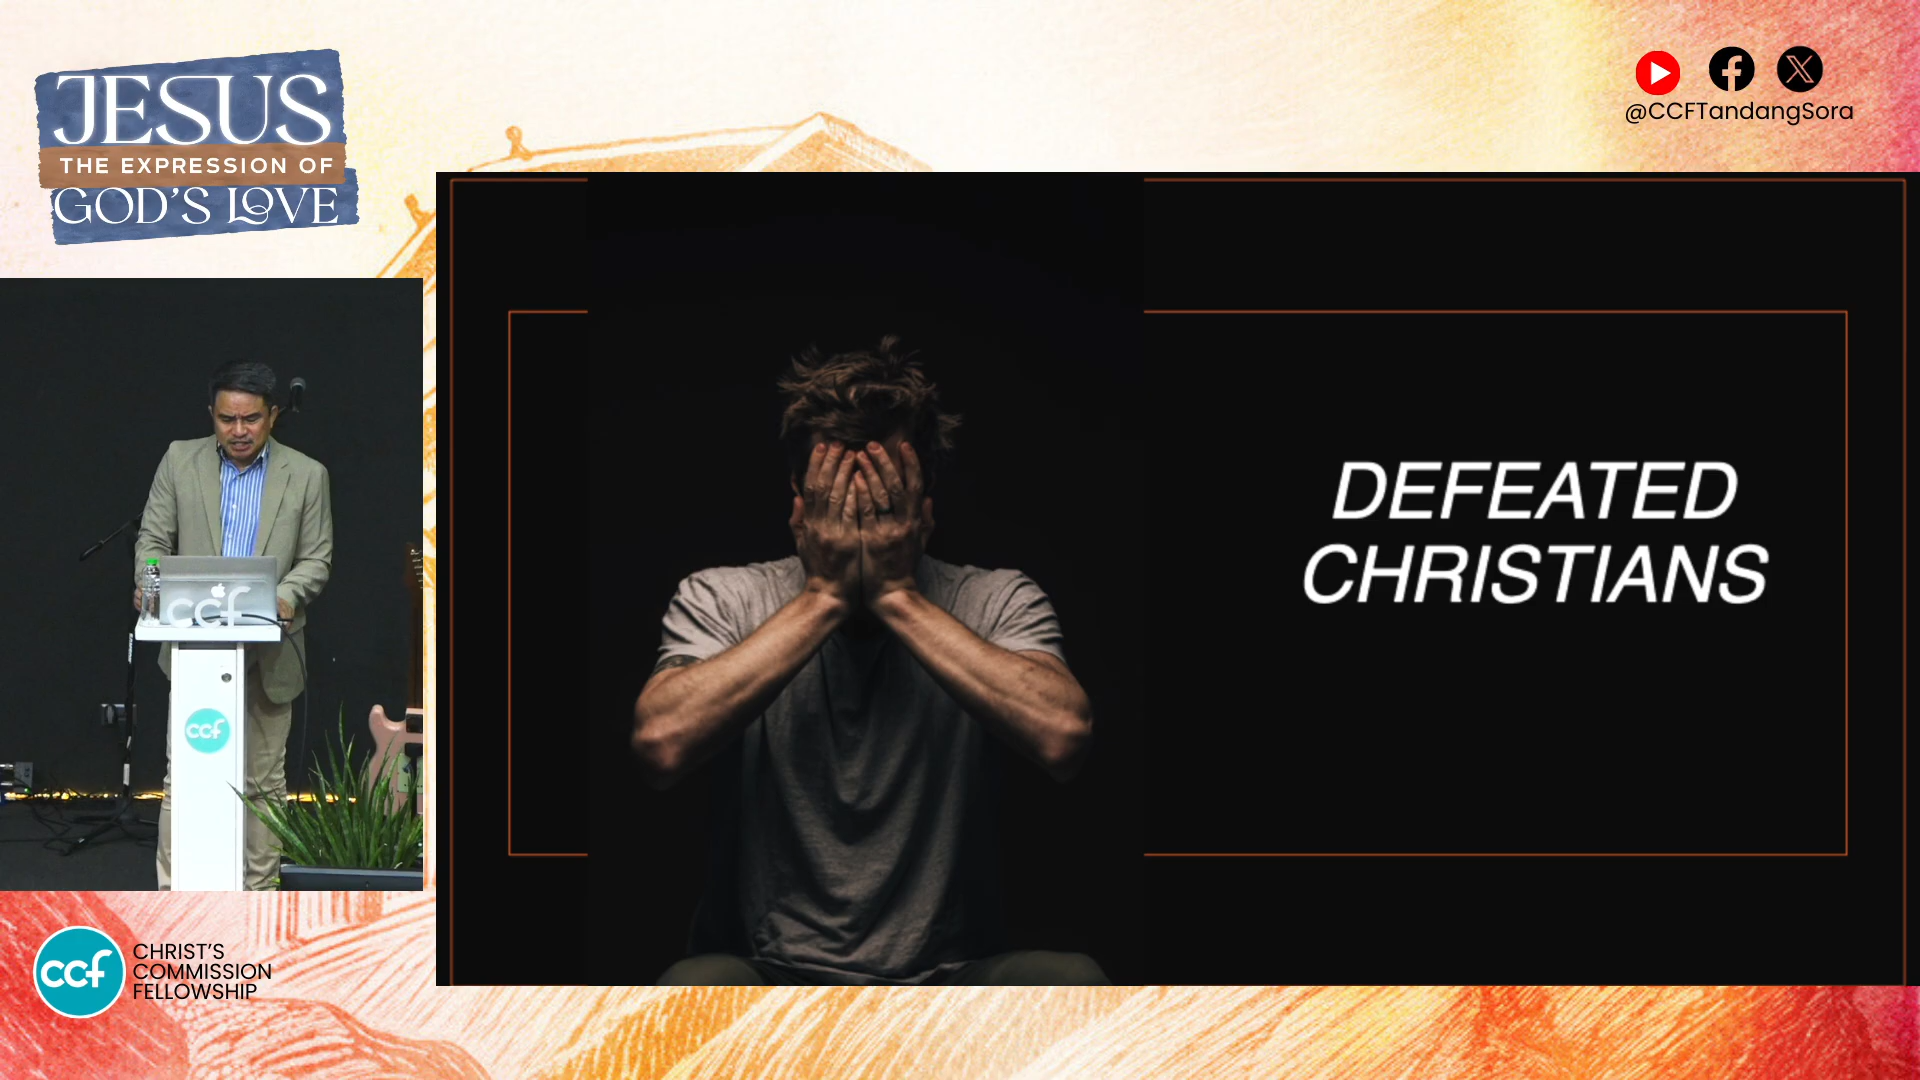 JESUS
THE EXPRESSION OF
GOD'S LOVE
@CCFTandangSora
DEFEATED
CHRISTIANS
ccf
ccf
ccf
CHRIST'S
COMMISSION
FELLOWSHIP